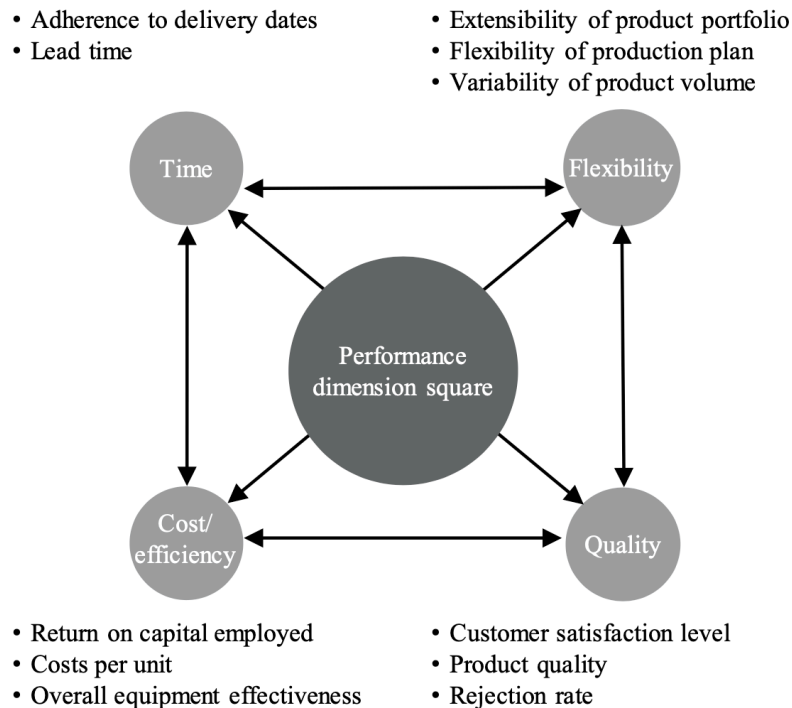 • Adherence to delivery dates
• Lead time
• Extensibility of product portfolio
• Flexibility of production plan
• Variability of product volume
Time
Flexibility
Performance
dimension square
Cost/
efficiency
Quality
• Return on capital employed
• Costs per unit
• Overall equipment effectiveness
• Customer satisfaction level
• Product quality
• Rejection rate